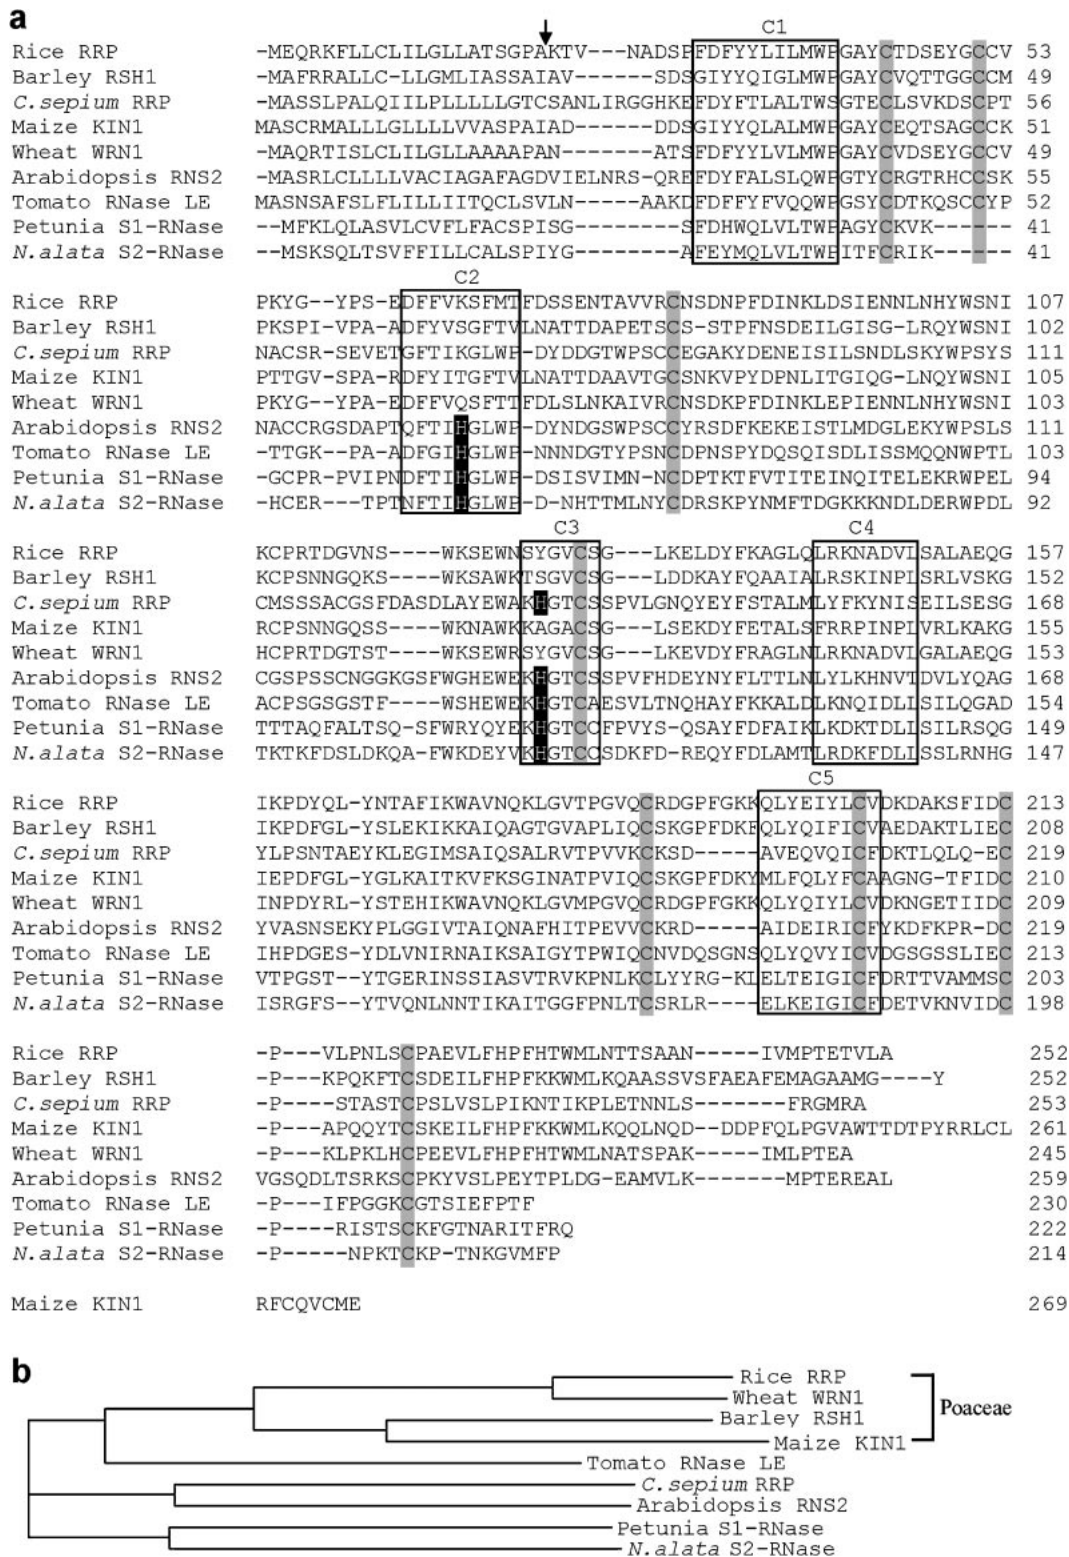 a
C1
Rice RRP -MEQRKFLLCLILGLLATSGPAKTV---NADSPFDFYYLILMWPGAYCTDSEYGCCV 53
Barley RSH1 -MAFRRALLC-LLGMLIASSAIAV-----SDSGIYYQIGLMWPGAYCVQTTGGCCM 49
C.sepium RRP -MASSLPALQIILPLLLLLGTCSANLIRGGHKEFDYFTLALTWSGTECLSVKDSCPT 56
Maize KIN1 MASCRMALLLGLLLLVVASPAIAD------DDSGIYYQLALMWPGAYCEQTSAGCCK 51
Wheat WRN1 -MAQRTISLCLILGLLAAAAPAN-------ATSFDFYYLVLMWPGAYCVDSEYGCCV 49
Arabidopsis RNS2 -MASRLCLLLLVACIAGAFAGDVIELNRS-QREFDYFALSLQWPGTYCRGTRHCCSK 55
Tomato RNase LE -MASNSAFSLFLILLIITQCLSVLN-----AAKDFDFFYFVQQWPGSYCDTKQSCCYP 52
Petunia S1-RNase --MFKLQLASVLCVFLFACSPISG--------SFDHWQLVLTWPAGYCKVK------ 41
N.alata S2-RNase --MSKSQLTSVFFILLCALSPIYG--------AFEYMQLVLTWPITFCRIK------ 41
C2
Rice RRP PKYG--YPS-EDFFVKSFMTFDSSENTAVVRCNSDNPFDINKLDSIENNLNHYWSNI 107
Barley RSH1 PKSPI-VPA-ADFYVSGFTVLNATTDAPETSCS-STPFNSDEILGISG-LRQYWSNI 102
C.sepium RRP NACSR-SEVETGFTIKGLWP-DYDDGTWPSCCEGAKYDENEISILSNDLSKYWPSYS 111
Maize KIN1 PTTGV-SPA-RDFYITGFTVLNATTDAAVTGCSNKVPYDPNLITGIQG-LNQYWSNI 105
Wheat WRN1 PKYG--YPA-EDFFVQSFTTFDLSLNKAIVRCNSDKPFDINKLEPIENNLNHYWSNI 103
Arabidopsis RNS2 NACCRGSDAPTQFTIHGLWP-DYNDGSWPSCCYRSDFKEKEISTLMDGLEKYWPSLS 111
Tomato RNase LE -TTGK-PA-ADFGIHGLWP-NNNDGTYPSNCDPNSPYDQSQISDLISSMQQNWPTL 103
Petunia S1-RNase -GCPR-PVIPNDFTIHGLWP-DSISVIMN-NCDPTKTFVTITEINQITELEKRWPEL 94
N.alata S2-RNase -HCER---TPTNFTIHGLWP-D-NHTTMLNYCDRSKPYNMFTDGKKKNDLDERWPDL 92
C3 C4
Rice RRP KCPRTDGVNS----WKSEWNSYGVCSG---LKELDYFKAGLQLRKNADVLSALAEQG 157
Barley RSH1 KCPSNNGQKS----WKSAWKTSGVCSG---LDDKAYFQAAIALRSKINPLSRLVSKG 152
C.sepium RRP CMSSSACGSFDASDLAYEWAKHGTCSSPVLGNQYEYFSTALMLYFKYNISEILSESG 168
Maize KIN1 RCPSNNGQSS----WKNAWKKAGACSG---LSEKDYFETALSFRRPINPLVRLKAKG 155
Wheat WRN1 HCPRTDGTST----WKSEWRSYGVCSG---LKEVDYFRAGLNLRKNADVLGALAEQG 153
Arabidopsis RNS2 CGSPSSCNGGKGSFWGHEWEKHGTCSSPVFHDEYNYFLTTLNLYLKHNVTDVLYQAG 168
Tomato RNase LE ACPSGSGSTF----WSHEWEKHGTCAESVLTNQHAYFKKALDLKNQIDLLSILQGAD 154
Petunia S1-RNase TTTAQFALTSQ-SFWRYQYEKHGTCCFPVYS-QSAYFDFAIKLKDKTDLLSILRSQG 149
N.alata S2-RNase TKTKFDSLDKQA-FWKDEYVKHGTCCSDKFD-REQYFDLAMTLRDKFDLLSSLRNHG 147
C5
Rice RRP IKPDYQL-YNTAFIKWAVNQKLGVTPGVQCRDGPFGKKQLYEIYLCVDKDAKSFIDC 213
Barley RSH1 IKPDFGL-YSLEKIKKAIQAGTGVAPLIQCSKGPFDKFQLYQIFICVAEDAKTLIEC 208
C.sepium RRP YLPSNTAEYKLEGIMSAIQSALRVTPVVKCKSD-----AVEQVQICFDKTLQLQ-EC 219
Maize KIN1 IEPDFGL-YGLKAITKVFKSGINATPVIQCSKGPFDKYMLFQLYFCAAGNG-TFIDC 210
Wheat WRN1 INPDYRL-YSTEHIKWAVNQKLGVMPGVQCRDGPFGKKQLYQIYLCVDKNGETIIDC 209
Arabidopsis RNS2 YVASNSEKYPLGGIVTAIQNAFHITPEVVCKRD-----AIDEIRICFYKDFKPR-DC 219
Tomato RNase LE IHPDGES-YDLVNIRNAIKSAIGYTPWIQCNVDQSGNSQLYQVYICVDGSGSSLIEC 213
Petunia S1-RNase VTPGST--YTGERINSSIASVTRVKPNLKCLYYRG-KLELTEIGICFDRTTVAMMSC 203
N.alata S2-RNase ISRGFS--YTVQNLNNTIKAITGGFPNLTCSRLR----ELKEIGICFDETVKNVIDC 198
Rice RRP -P---VLPNLSCPAEVLFHPFHTWMLNTTSAAN-----IVMPTETVLA 252
Barley RSH1 -P---KPQKFTCSDEILFHPFKKWMLKQAASSVSFAEAFEMAGAAMG----Y 252
C.sepium RRP -P----STASTCPSLVSLPIKNTIKPLETNNLS-------FRGMRA 253
Maize KIN1 -P---APQQYTCSKEILFHPFKKWMLKQQLNQD--DDPFQLPGVAWTTDTPYRRLCL 261
Wheat WRN1 -P---KLPKLHCPEEVLFHPFHTWMLNATSPAK-----IMLPTEA 245
Arabidopsis RNS2 VGSQDLTSRKSCPKYVSLPEYTPLDG-EAMVLK-------MPTEREAL 259
Tomato RNase LE -P---IFPGGKCGTSIEFPTF 230
Petunia S1-RNase -P----RISTSCKFGTNARITFRQ 222
N.alata S2-RNase -P-----NPKTCKP-TNKGVMFP 214
Maize KIN1 RFCQVCME 269
b
Rice RRP
Wheat WRN1
Poaceae
Barley RSH1
Maize KIN1
Tomato RNase LE
C.sepium RRP
Arabidopsis RNS2
Petunia S1-RNase
N.alata S2-RNase